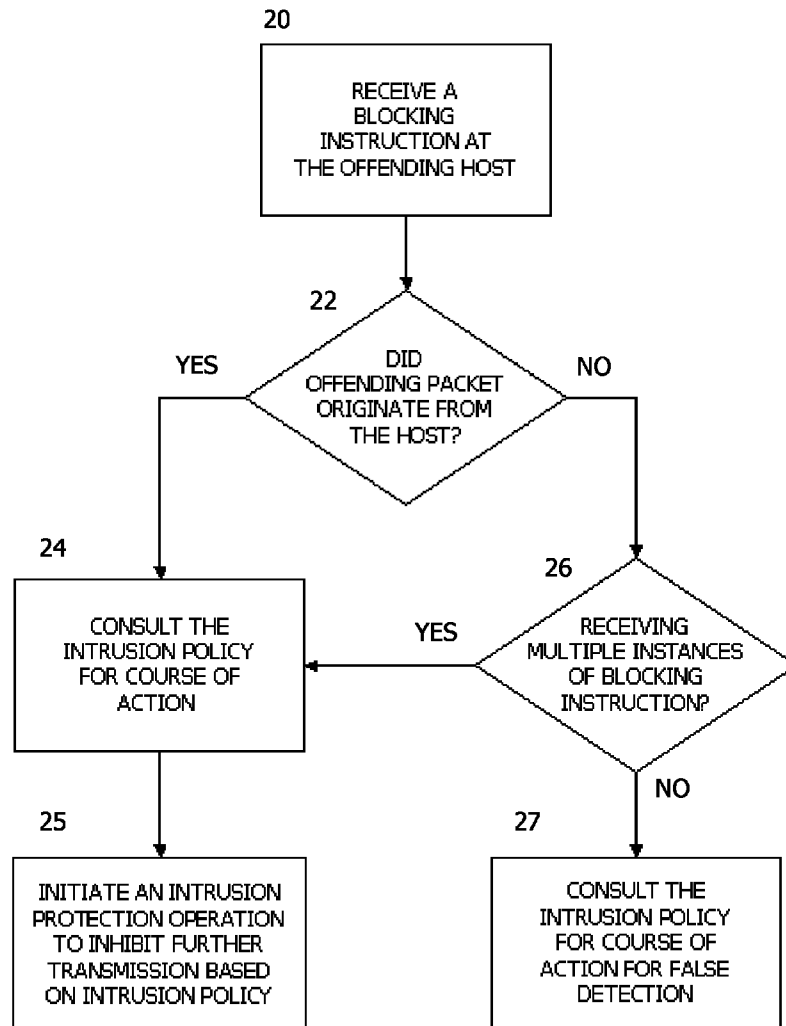 20
RECEIVE A
BLOCKING
INSTRUCTION AT
THE OFFENDING HOST
22
YES
DID
OFFENDING PACKET
ORIGINATE FROM
THE HOST?
NO
24
CONSULT THE
INTRUSION POLICY
FOR COURSE OF
ACTION
YES
26
RECEIVING
MULTIPLE INSTANCES
OF BLOCKING
INSTRUCTION?
NO
25
INITIATE AN INTRUSION
PROTECTION OPERATION
TO INHIBIT FURTHER
TRANSMISSION BASED
ON INTRUSION POLICY
27
CONSULT THE
INTRUSION POLICY
FOR COURSE OF
ACTION FOR FALSE
DETECTION